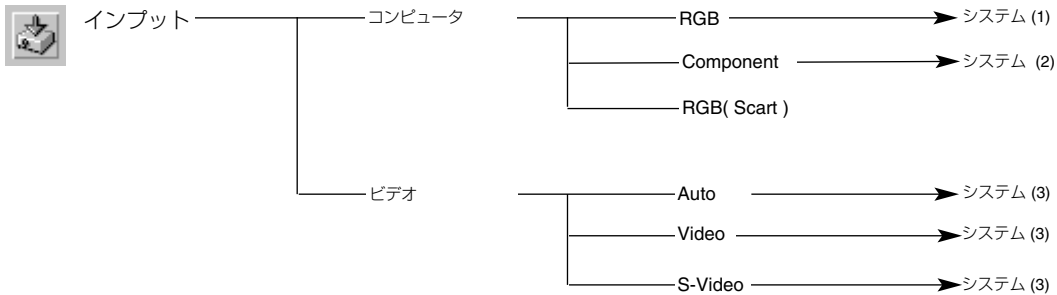 インプット コンピュータ RGB システム (1)
Component システム (2)
RGB( Scart )
ビデオ Auto システム (3)
Video システム (3)
S-Video システム (3)